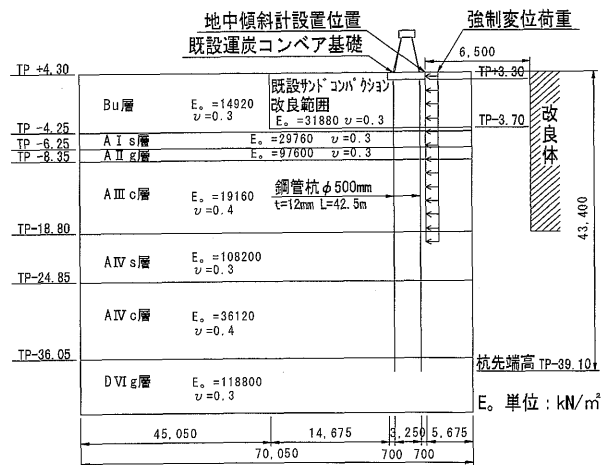 地中傾斜計設置位置
強制変位荷重
既設運炭コンベア基礎
6,500
TP +4.30
TP+3.30
Bu層
E。=14920
υ=0.3
既設サンドコンパクション
改良範囲
E。=31880 υ=0.3
TP-3.70
改良体
TP -4.25
AⅠs層
E。=29760 υ=0.3
TP -6.25
AⅡg層
E。=97600 υ=0.3
TP -8.35
AⅢc層
E。=19160
υ=0.4
鋼管杭φ500mm
t=12mm L=42.5m
43,400
TP-18.80
AⅣs層
E。=108200
υ=0.3
TP-24.85
AⅣc層
E。=36120
υ=0.4
TP-36.05
杭先端高 TP-39.10
DⅥg層
E。=118800
υ=0.3
E。単位：kN/㎡
45,050
14,675
3,250
5,675
700
700
70,050